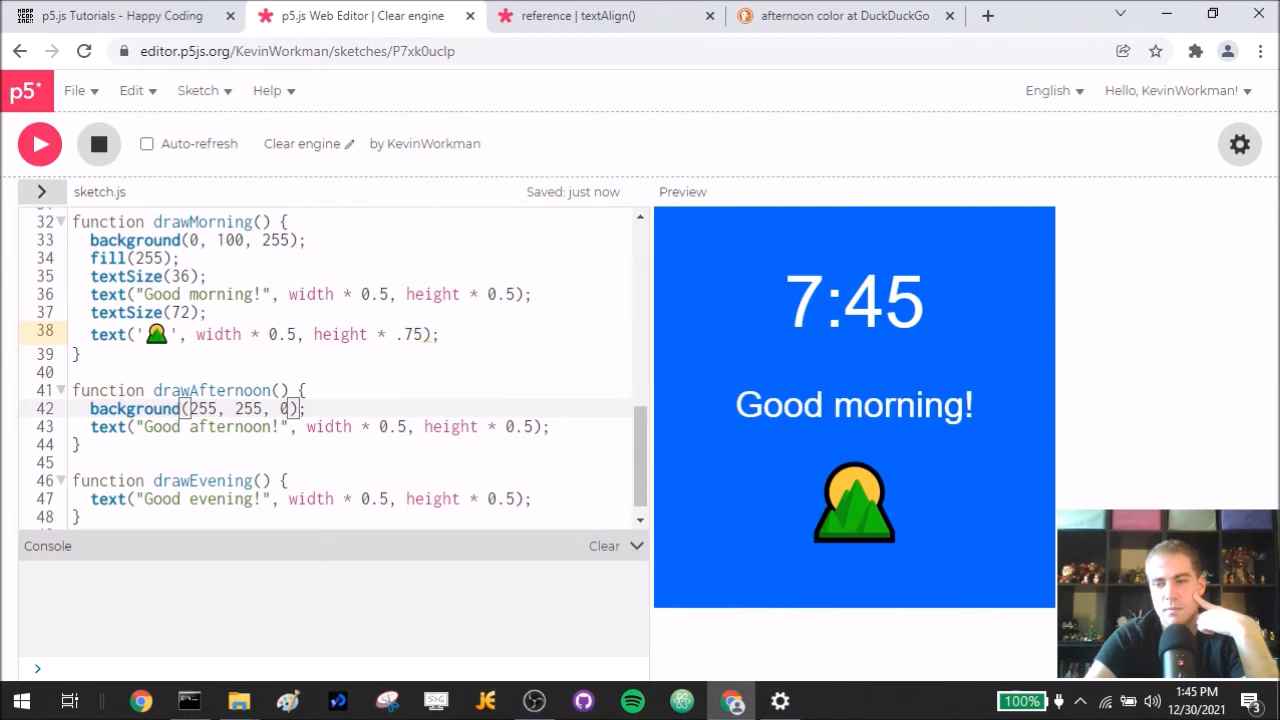 p5.js Tutorials - Happy Coding
p5.js Web Editor | Clear engine
reference | textAlign()
afternoon color at DuckDuckGo
editor.p5js.org/KevinWorkman/sketches/P7xk0ucIp
p5*
File
Edit
Sketch
Help
English
Hello, KevinWorkman!
Auto-refresh
Clear engine
by KevinWorkman
sketch.js
Saved: just now
Preview
32 function drawMorning() {
33 background(0, 100, 255);
34 fill(255);
35 textSize(36);
36 text("Good morning!", width * 0.5, height * 0.5);
37 textSize(72);
38 text('🌄', width * 0.5, height * .75);
39 }
40
41 function drawAfternoon() {
42 background(255, 255, 0);
43 text("Good afternoon!", width * 0.5, height * 0.5);
44 }
45
46 function drawEvening() {
47 text("Good evening!", width * 0.5, height * 0.5);
48 }
7:45
Good morning!
Console
Clear
100%
1:45 PM
12/30/2021
3